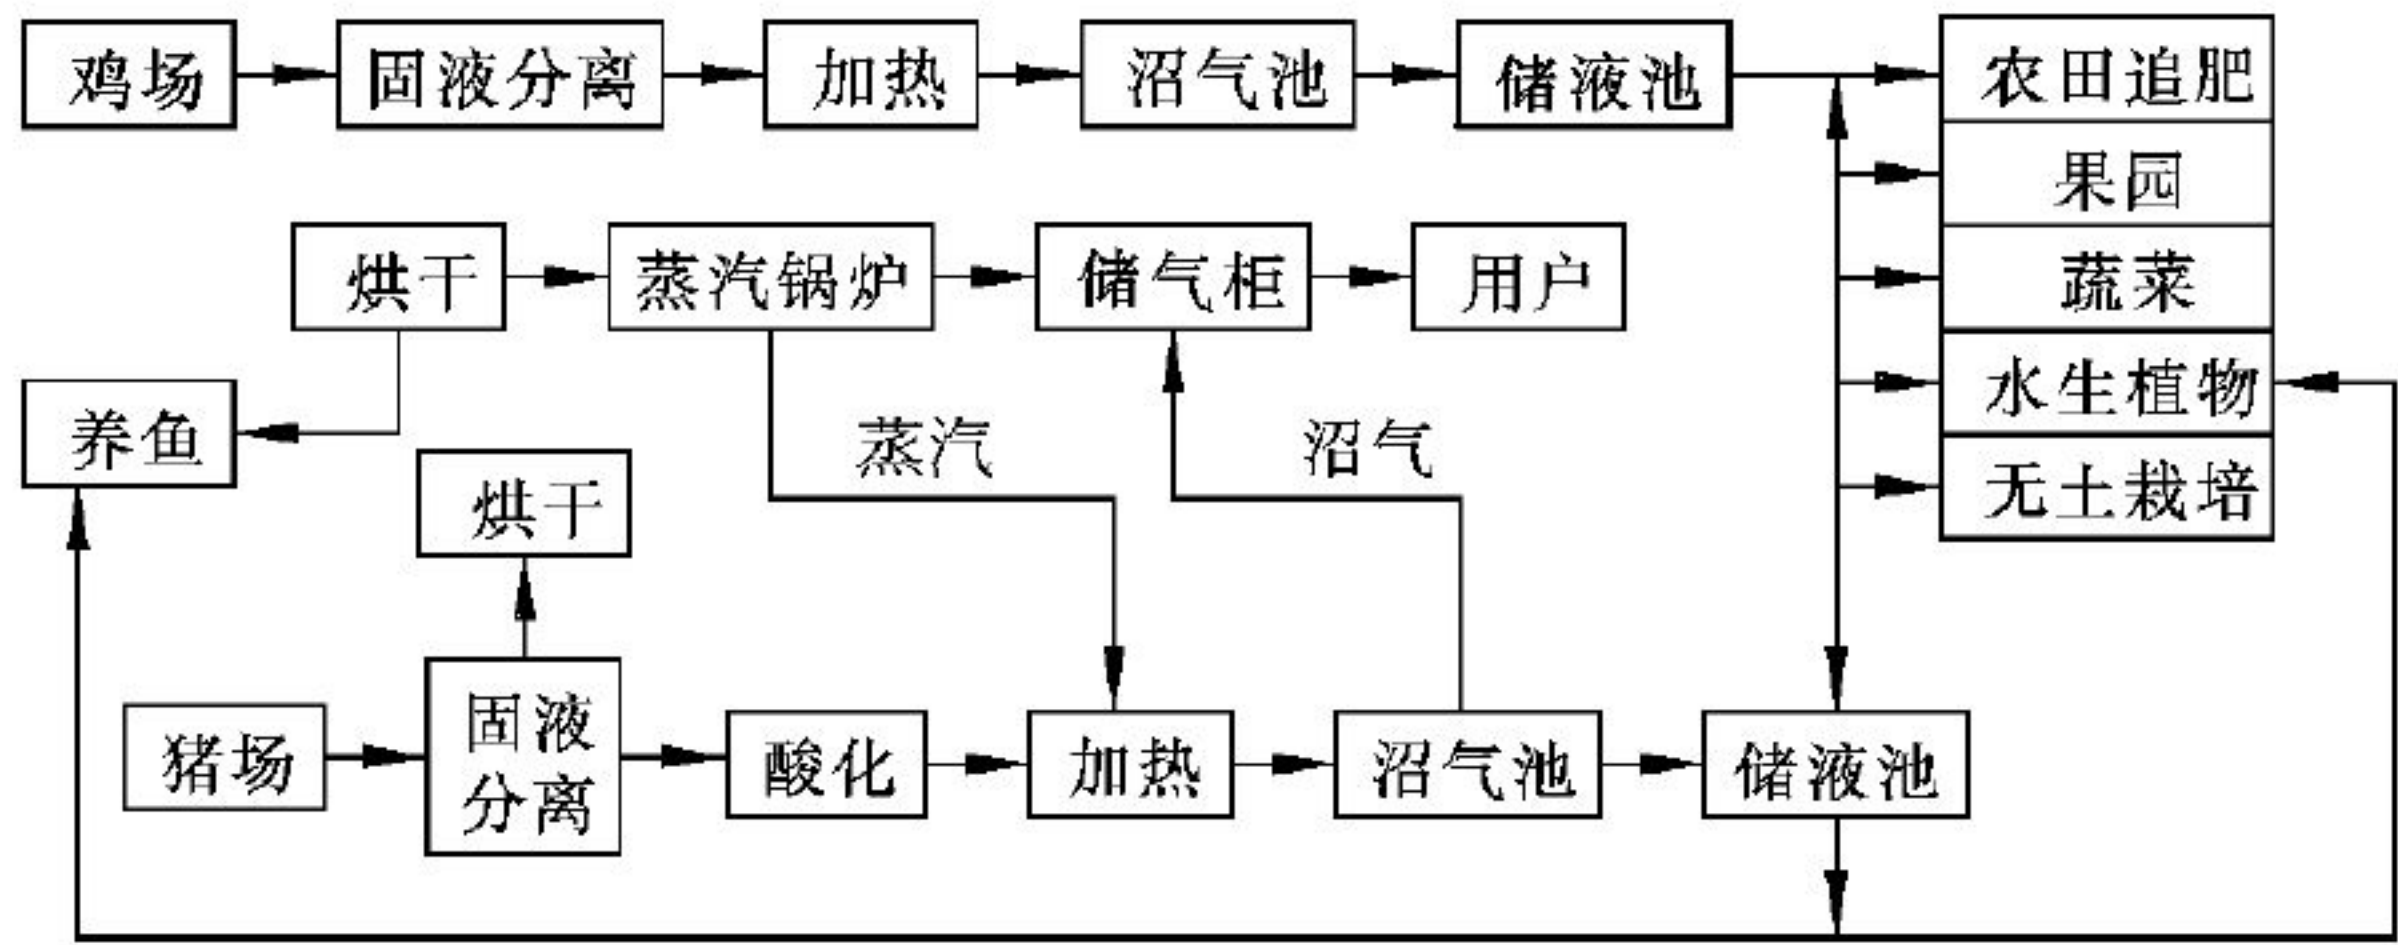 鸡场
固液分离
加热
沼气池
储液池
农田追肥
果园
蔬菜
水生植物
无土栽培
烘干
蒸汽锅炉
储气柜
用户
养鱼
蒸汽
沼气
烘干
猪场
固液
分离
酸化
加热
沼气池
储液池